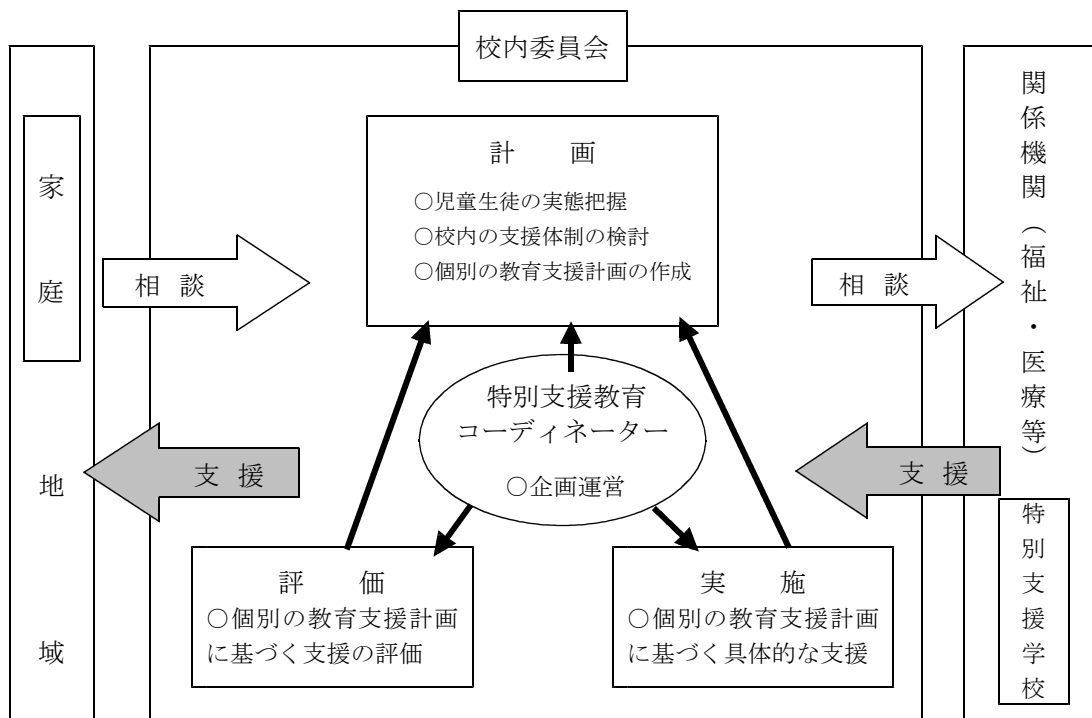 校内委員会
家庭
地域
相談
支援
計画
○児童生徒の実態把握
○校内の支援体制の検討
○個別の教育支援計画の作成
特別支援教育
コーディネーター
○企画運営
評価
○個別の教育支援計画
に基づく支援の評価
実施
○個別の教育支援計画
に基づく具体的な支援
相談
支援
関係機関（福祉・医療等）
特別支援学校